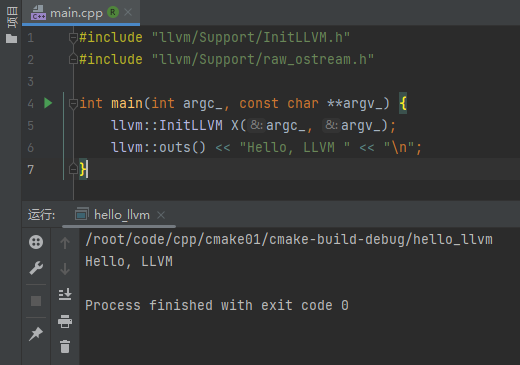 项目
main.cpp
1 #include "llvm/Support/InitLLVM.h"
2 #include "llvm/Support/raw_ostream.h"
3
4 int main(int argc_, const char **argv_) {
5 llvm::InitLLVM X(&: argc_, &: argv_);
6 llvm::outs() << "Hello, LLVM " << "\n";
7 }
运行: hello_llvm
/root/code/cpp/cmake01/cmake-build-debug/hello_llvm
Hello, LLVM
Process finished with exit code 0